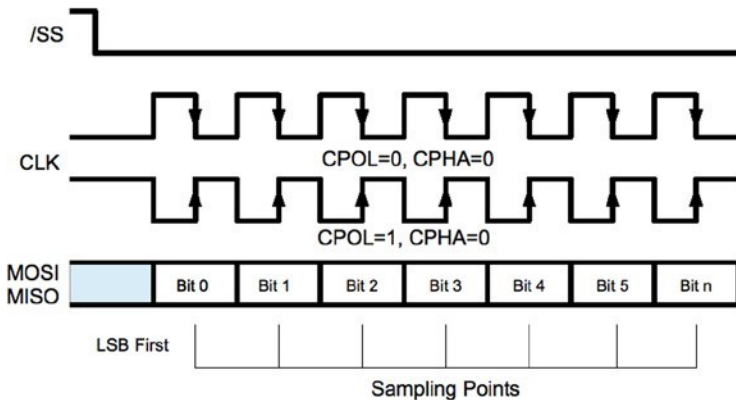 /SS
CLK
CPOL=0, CPHA=0
CPOL=1, CPHA=0
MOSI
MISO
Bit 0 Bit 1 Bit 2 Bit 3 Bit 4 Bit 5 Bit n
LSB First
Sampling Points